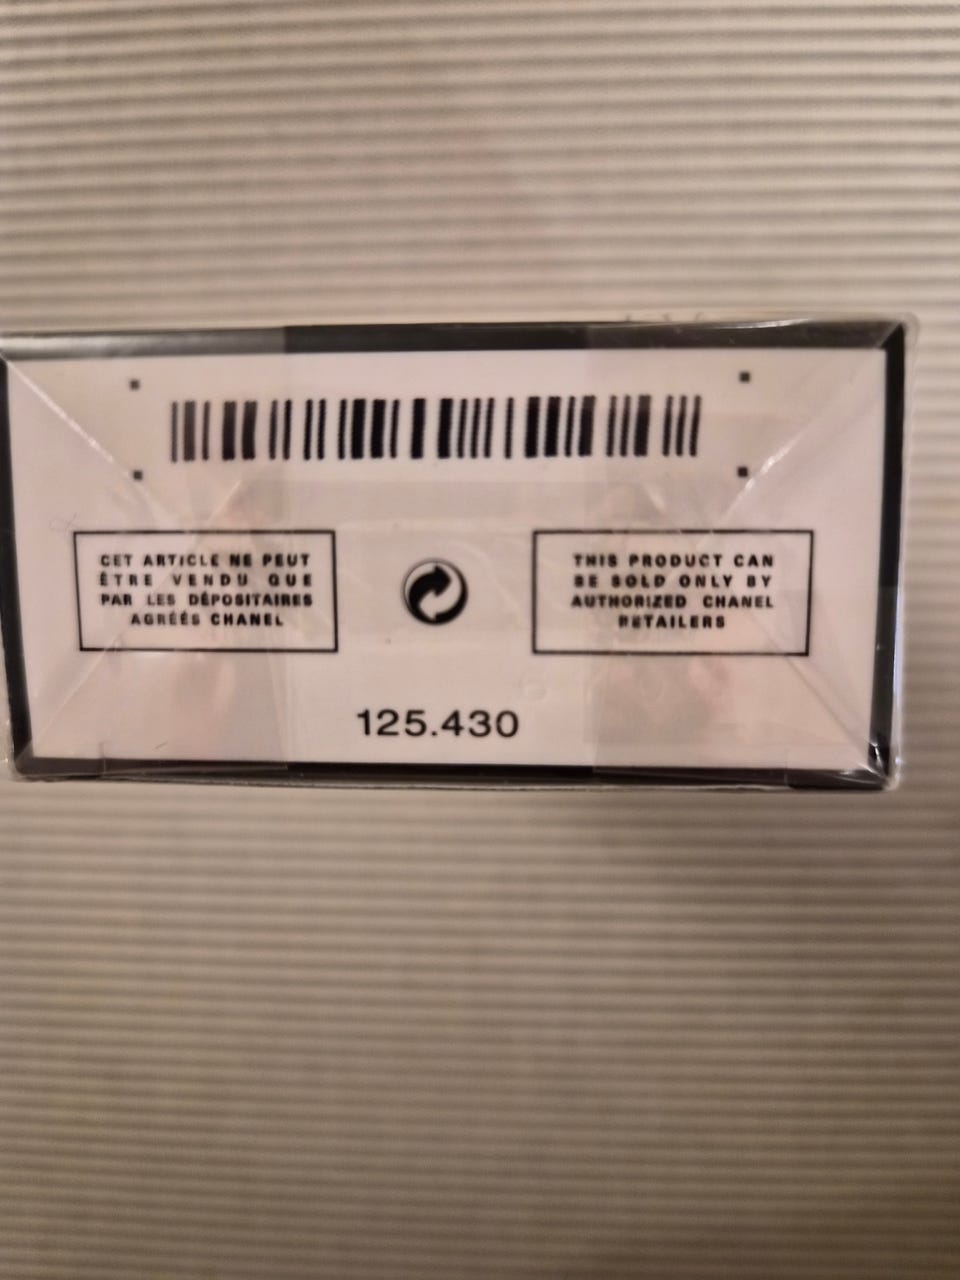 CET ARTICLE NE PEUT
ÊTRE VENDU QUE
PAR LES DÉPOSITAIRES
AGRÉÉS CHANEL
THIS PRODUCT CAN
BE SOLD ONLY BY
AUTHORIZED CHANEL
RETAILERS
125.430